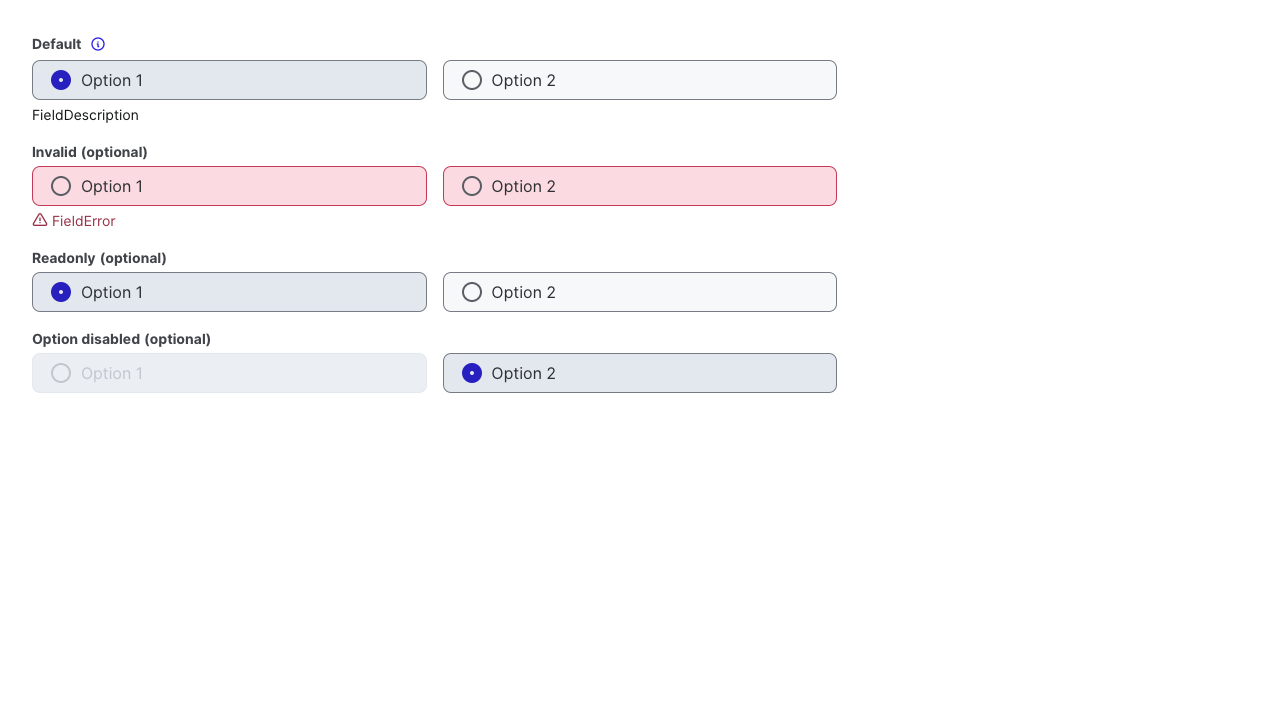 Default
Option 1 Option 2
FieldDescription
Invalid (optional)
Option 1 Option 2
FieldError
Readonly (optional)
Option 1 Option 2
Option disabled (optional)
Option 1 Option 2